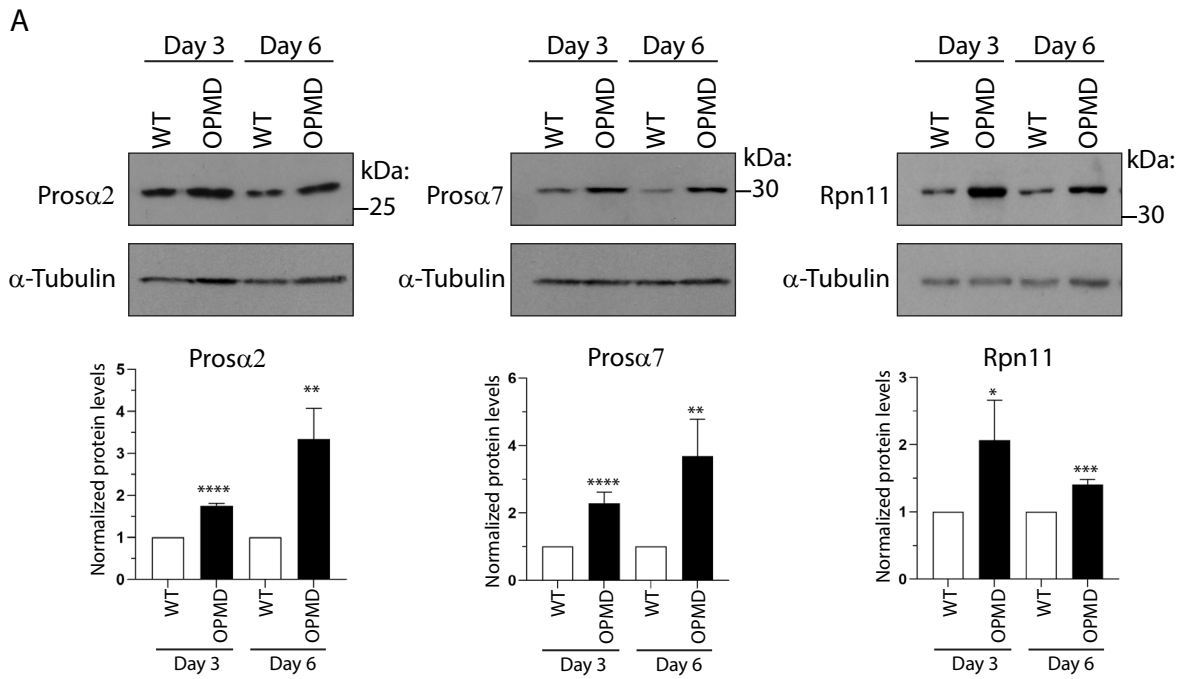 A
Day 3 Day 6
WT OPMD WT OPMD
kDa:
Prosα2
25
α-Tubulin
Prosα2
Normalized protein levels
5
4
3
2
1
0
****
**
WT OPMD WT OPMD
Day 3 Day 6
Day 3 Day 6
WT OPMD WT OPMD
kDa:
Prosα7
30
α-Tubulin
Prosα7
Normalized protein levels
6
4
2
0
****
**
WT OPMD WT OPMD
Day 3 Day 6
Day 3 Day 6
WT OPMD WT OPMD
kDa:
Rpn11
30
α-Tubulin
Rpn11
Normalized protein levels
3
2
1
0
*
***
WT OPMD WT OPMD
Day 3 Day 6